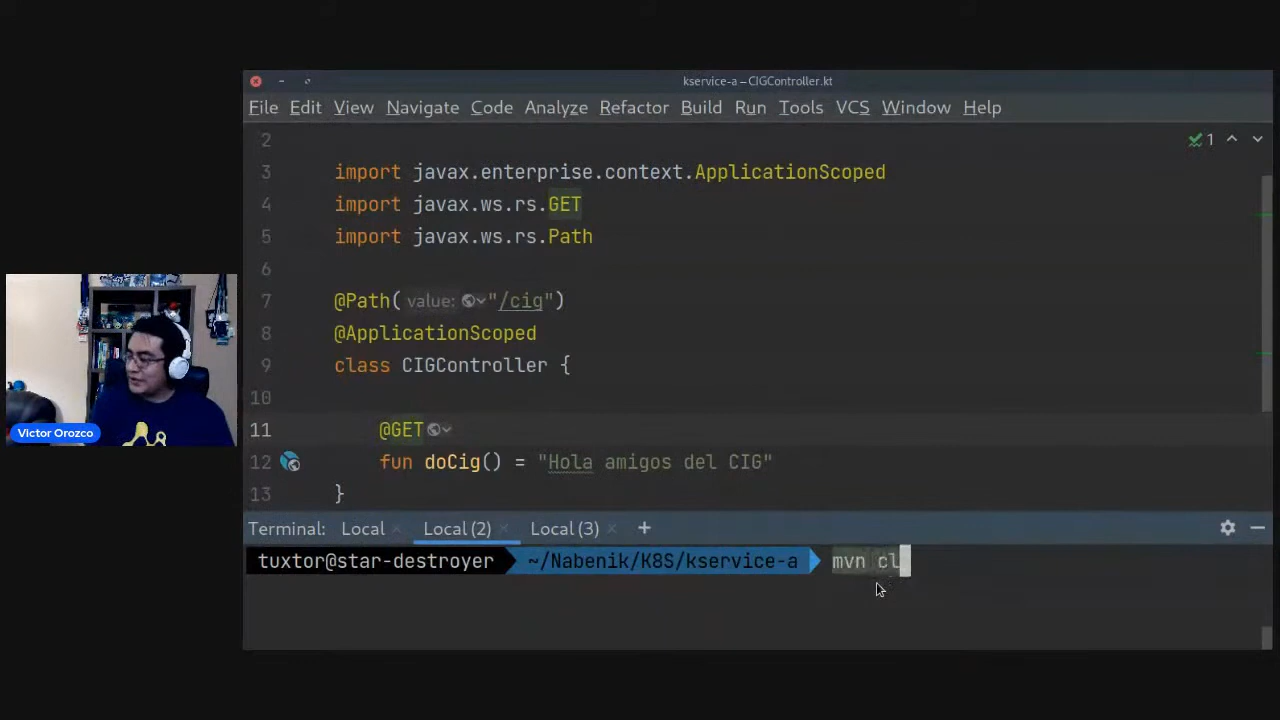 kservice-a – CIGController.kt
File Edit View Navigate Code Analyze Refactor Build Run Tools VCS Window Help
2
1
3 import javax.enterprise.context.ApplicationScoped
4 import javax.ws.rs.GET
5 import javax.ws.rs.Path
6
7 @Path( value: "/cig")
8 @ApplicationScoped
9 class CIGController {
10
11 @GET
12 fun doCig() = "Hola amigos del CIG"
13 }
Victor Orozco
Terminal: Local Local (2) Local (3) +
tuxtor@star-destroyer ~/Nabenik/K8S/kservice-a mvn cl